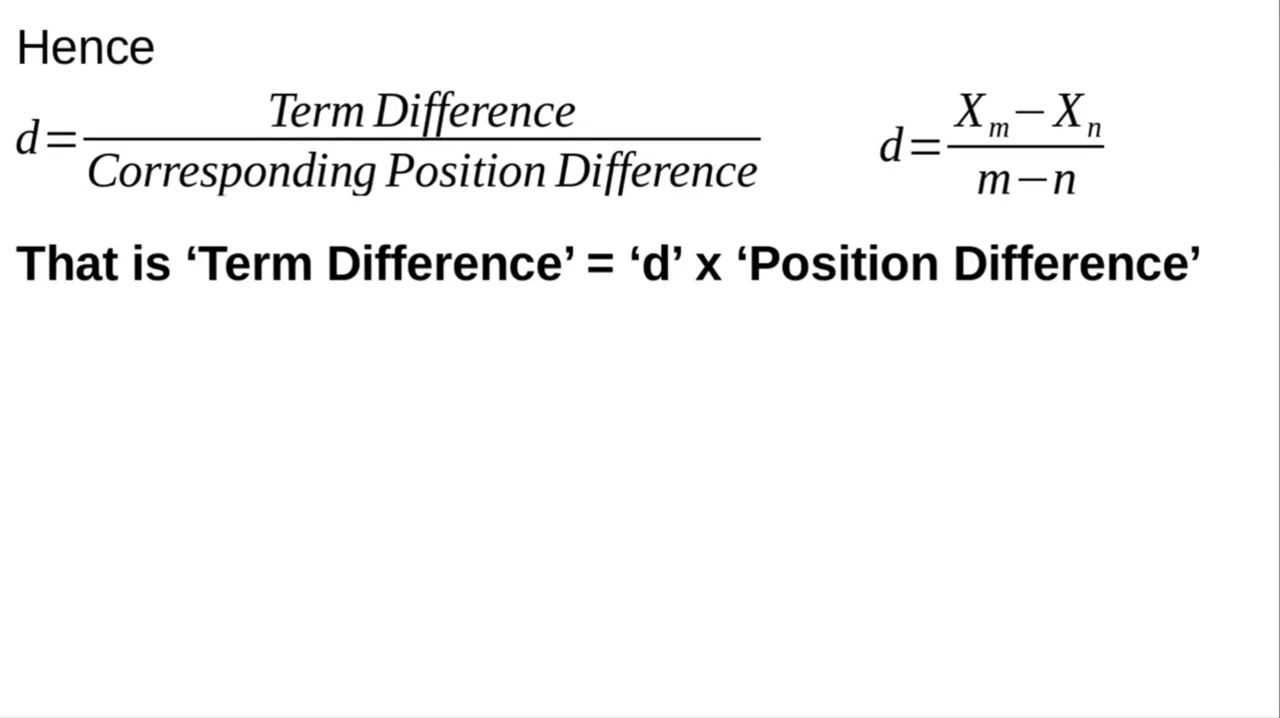 Hence
d = Term Difference / Corresponding Position Difference d = X_m − X_n / m − n
That is ‘Term Difference’ = ‘d’ x ‘Position Difference’